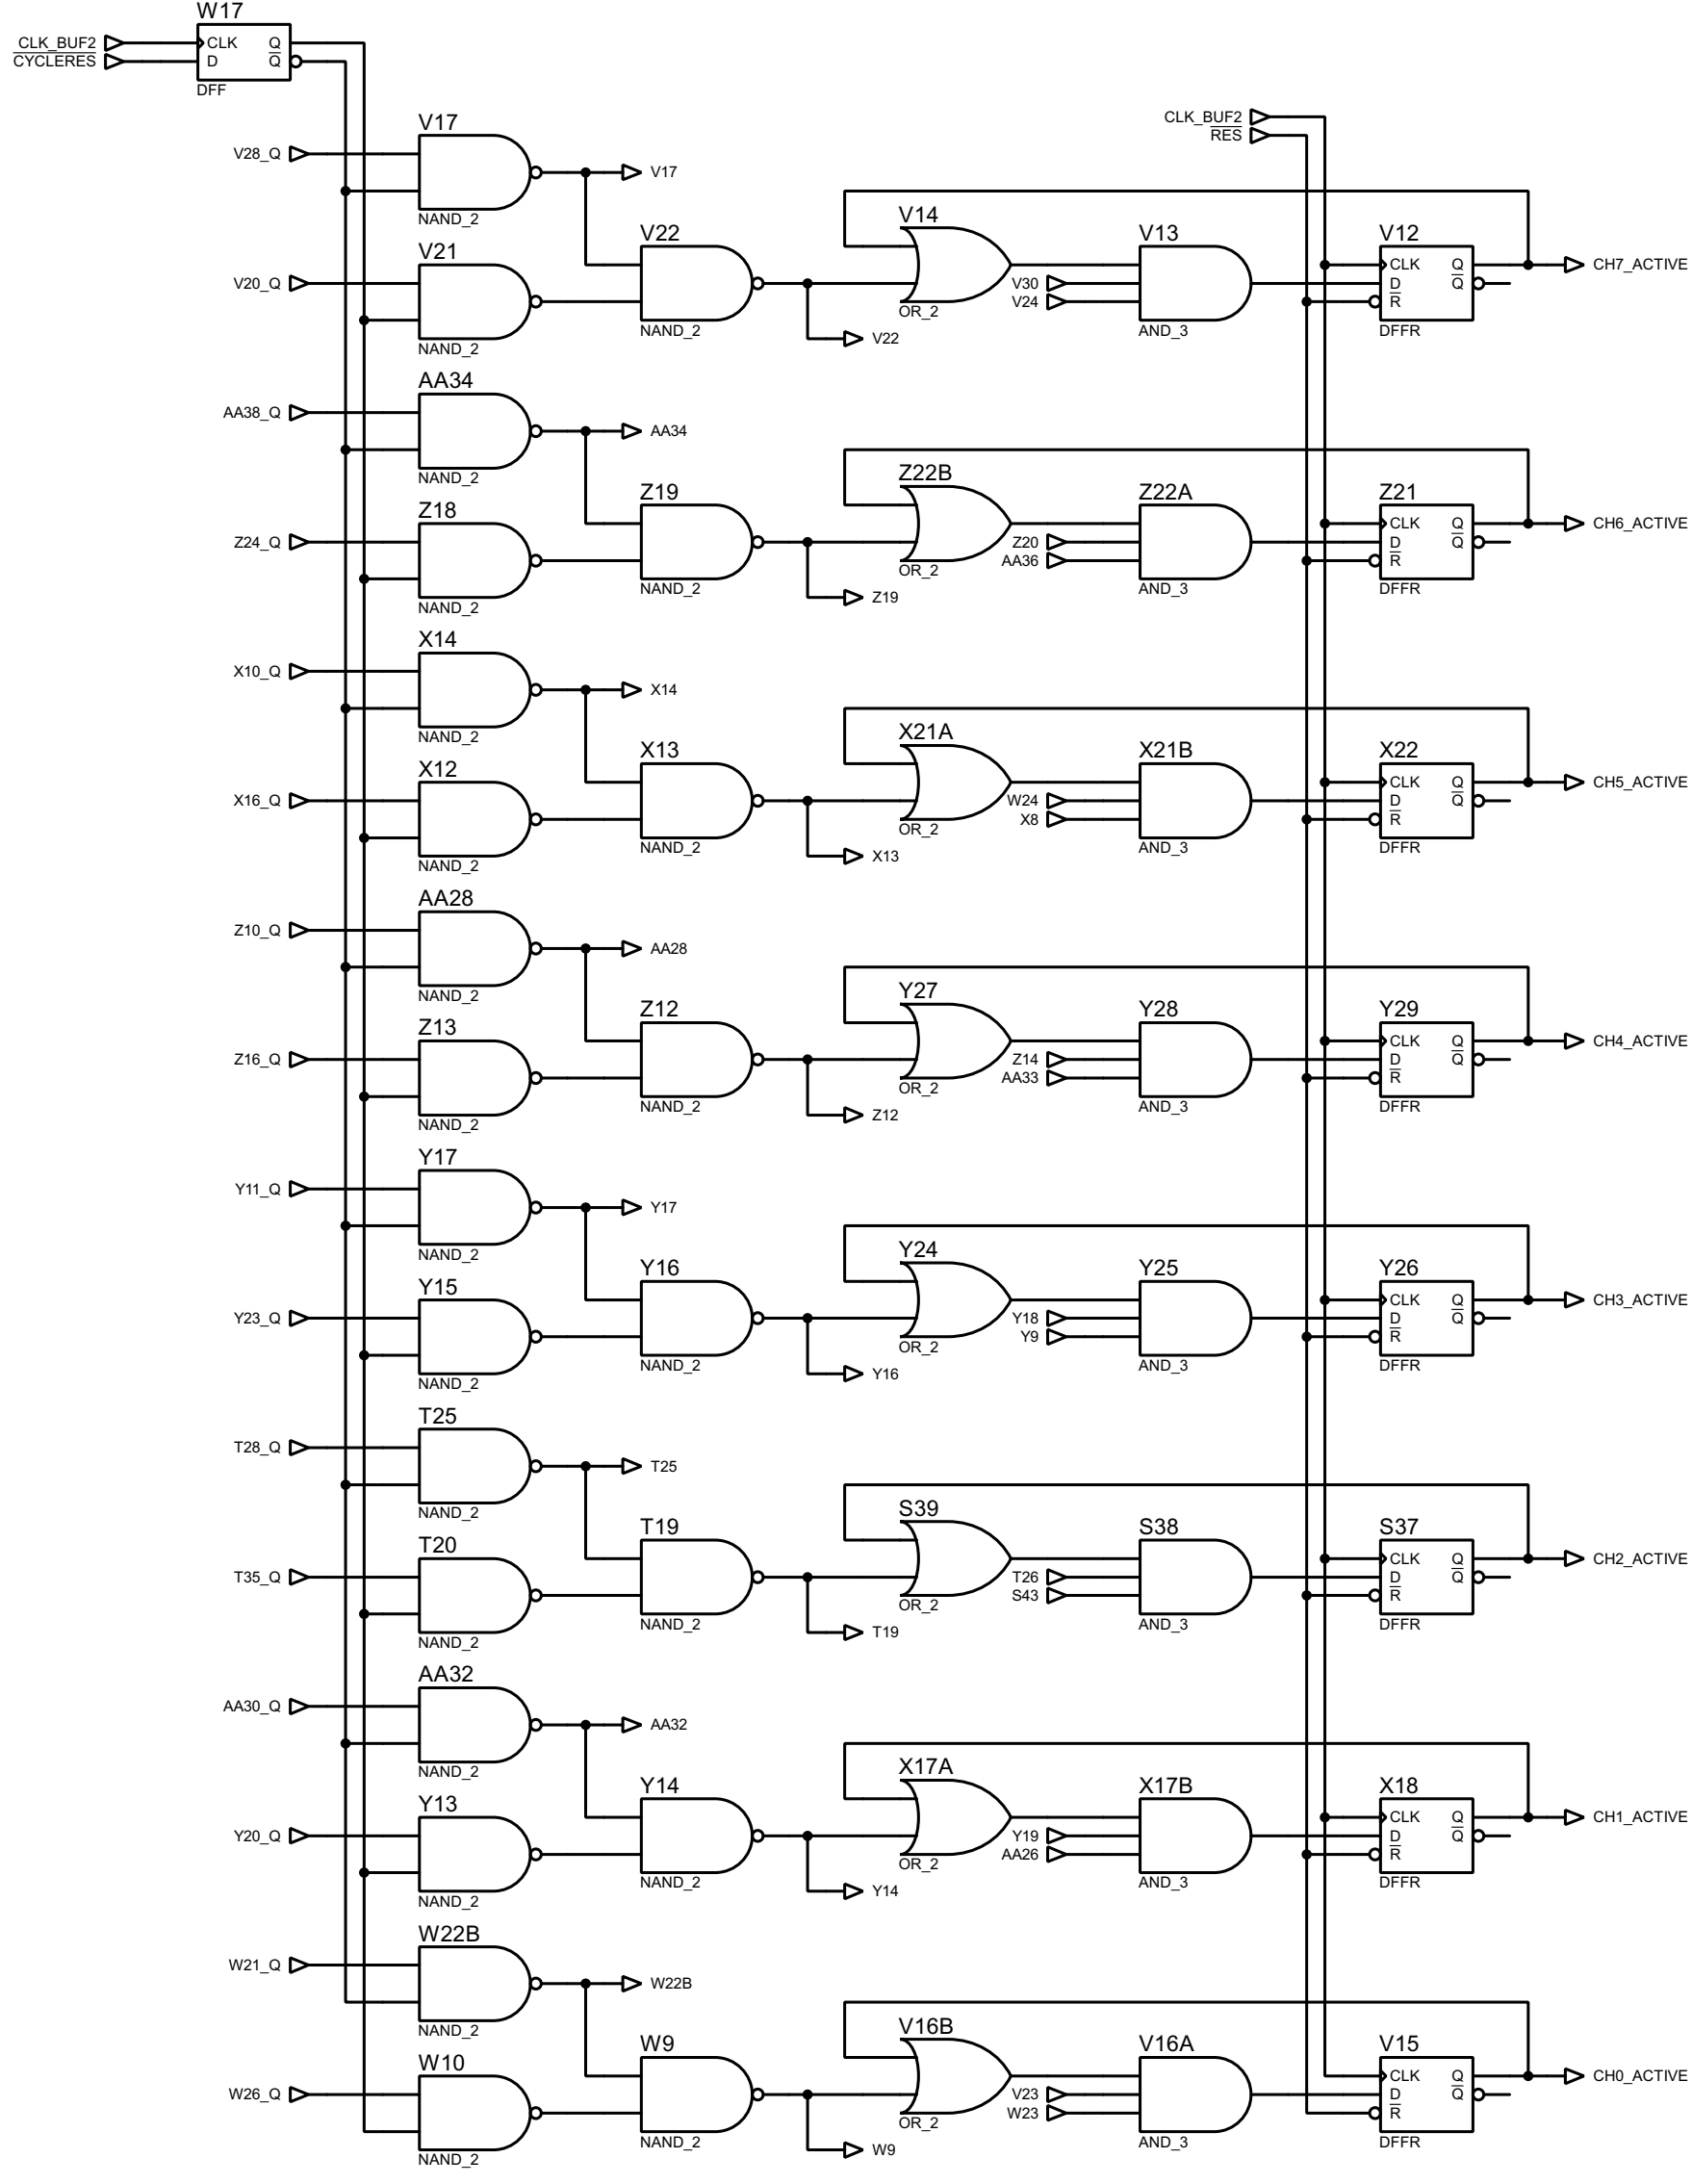 W17
CLK_BUF2
CLK
Q
CYCLERES
D
Q
DFF
V17
CLK_BUF2
RES
V28_Q
V17
NAND_2
V14
V21
V22
V13
V12
V20_Q
V30
V24
CLK
Q
D
Q
R
CH7_ACTIVE
OR_2
NAND_2
NAND_2
AND_3
DFFR
V22
AA34
AA38_Q
AA34
NAND_2
Z22B
Z18
Z19
Z22A
Z21
Z24_Q
Z20
AA36
CLK
Q
D
Q
R
CH6_ACTIVE
OR_2
NAND_2
NAND_2
AND_3
DFFR
Z19
X14
X10_Q
X14
NAND_2
X21A
X12
X13
X21B
X22
X16_Q
W24
X8
CLK
Q
D
Q
R
CH5_ACTIVE
OR_2
NAND_2
NAND_2
AND_3
DFFR
X13
AA28
Z10_Q
AA28
NAND_2
Y27
Z13
Z12
Y28
Y29
Z16_Q
Z14
AA33
CLK
Q
D
Q
R
CH4_ACTIVE
OR_2
NAND_2
NAND_2
AND_3
DFFR
Z12
Y17
Y11_Q
Y17
NAND_2
Y24
Y15
Y16
Y25
Y26
Y23_Q
Y18
Y9
CLK
Q
D
Q
R
CH3_ACTIVE
OR_2
NAND_2
NAND_2
AND_3
DFFR
Y16
T25
T28_Q
T25
NAND_2
S39
T20
T19
S38
S37
T35_Q
T26
S43
CLK
Q
D
Q
R
CH2_ACTIVE
OR_2
NAND_2
NAND_2
AND_3
DFFR
T19
AA32
AA30_Q
AA32
NAND_2
X17A
Y13
Y14
X17B
X18
Y20_Q
Y19
AA26
CLK
Q
D
Q
R
CH1_ACTIVE
OR_2
NAND_2
NAND_2
AND_3
DFFR
Y14
W22B
W21_Q
W22B
NAND_2
V16B
W10
W9
V16A
V15
W26_Q
V23
W23
CLK
Q
D
Q
R
CH0_ACTIVE
OR_2
NAND_2
NAND_2
AND_3
DFFR
W9